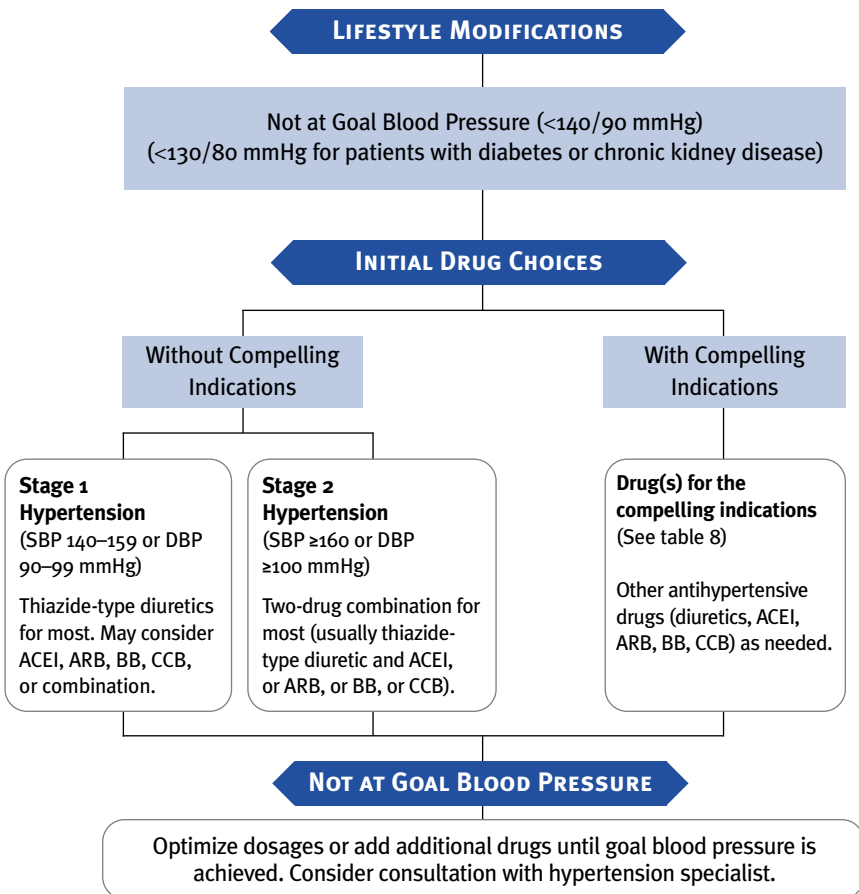 LIFESTYLE MODIFICATIONS
Not at Goal Blood Pressure (<140/90 mmHg)
(<130/80 mmHg for patients with diabetes or chronic kidney disease)
INITIAL DRUG CHOICES
Without Compelling
Indications
With Compelling
Indications
Stage 1
Hypertension
(SBP 140–159 or DBP
90–99 mmHg)
Thiazide-type diuretics
for most. May consider
ACEI, ARB, BB, CCB,
or combination.
Stage 2
Hypertension
(SBP ≥160 or DBP
≥100 mmHg)
Two-drug combination for
most (usually thiazide-
type diuretic and ACEI,
or ARB, or BB, or CCB).
Drug(s) for the
compelling indications
(See table 8)
Other antihypertensive
drugs (diuretics, ACEI,
ARB, BB, CCB) as needed.
NOT AT GOAL BLOOD PRESSURE
Optimize dosages or add additional drugs until goal blood pressure is
achieved. Consider consultation with hypertension specialist.